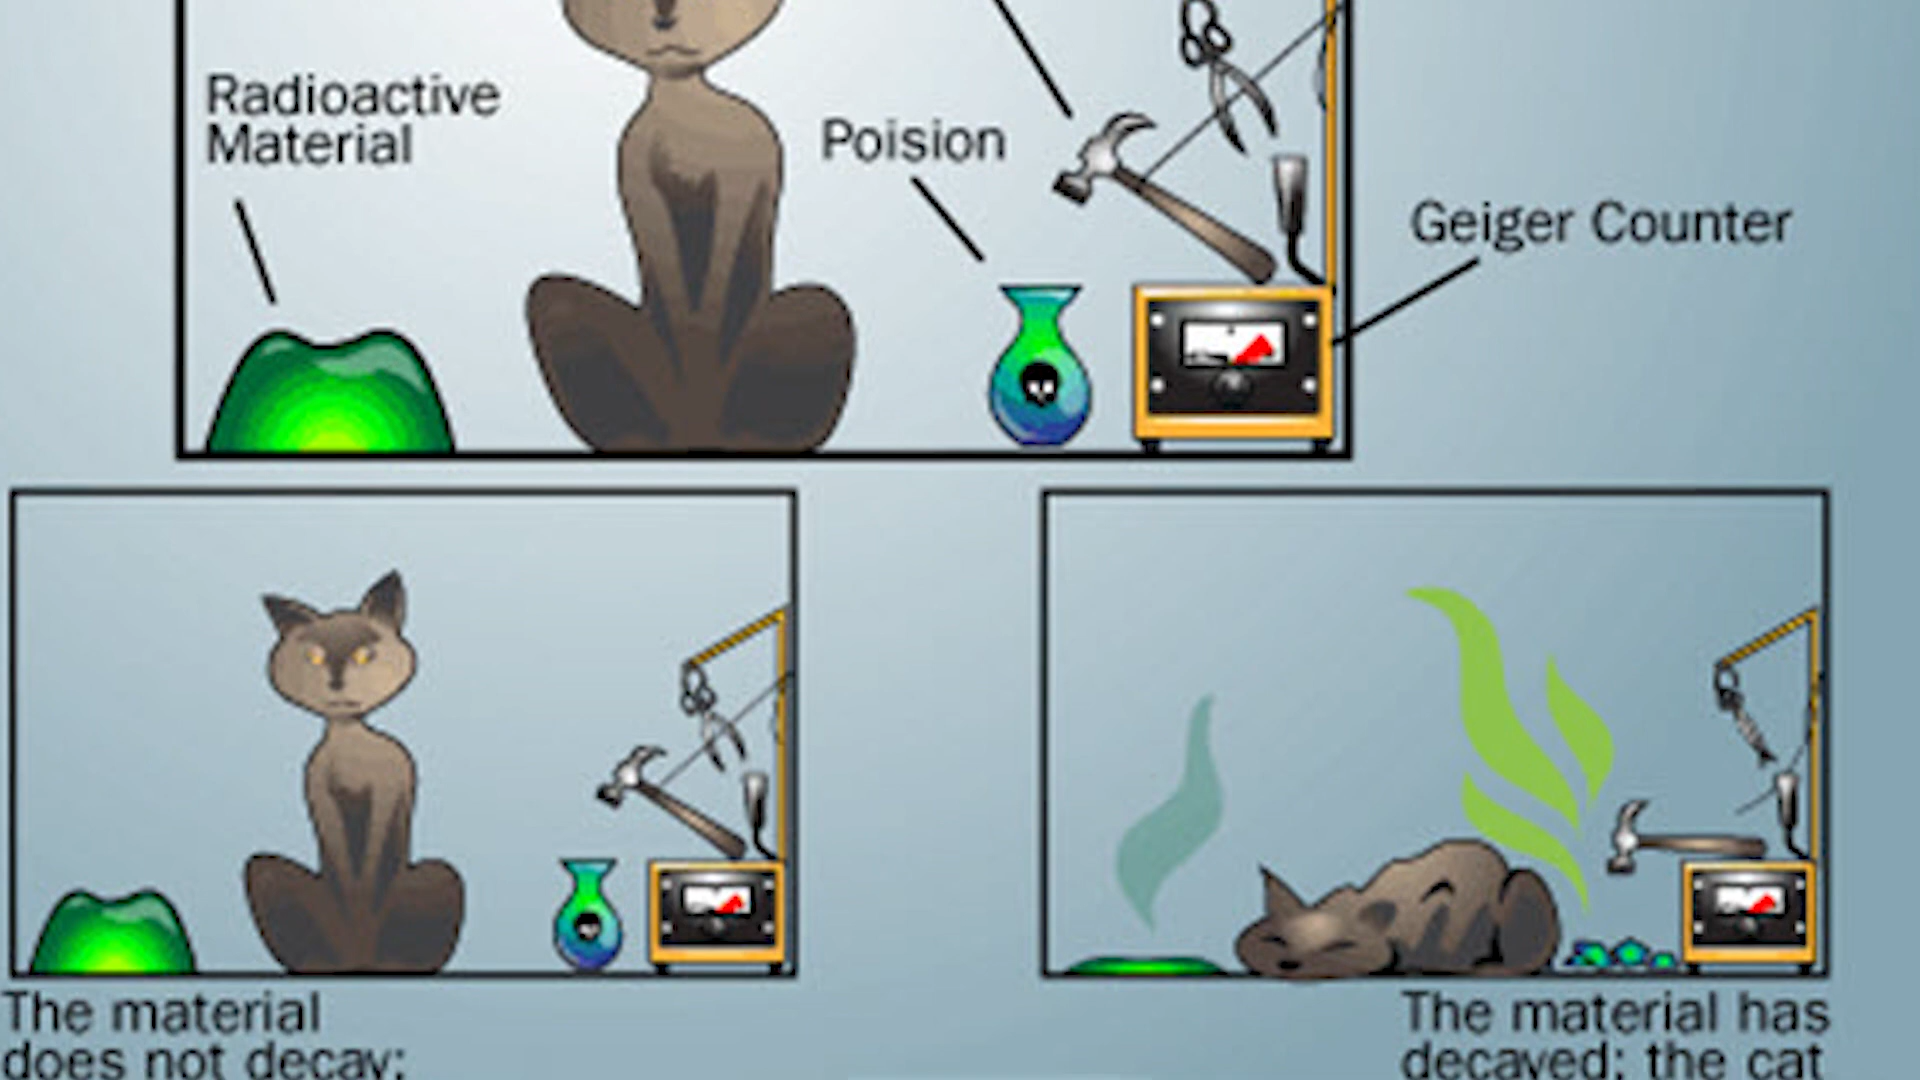 Radioactive
Material
Poision
Geiger Counter
The material
does not decay;
The material has
decayed; the cat